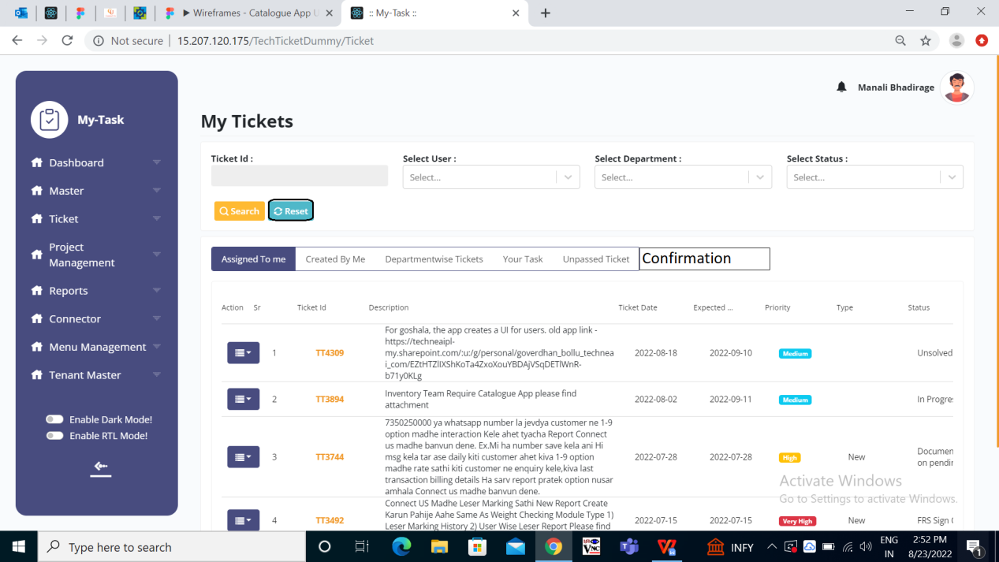 Wireframes - Catalogue App U
:: My-Task ::
Not secure
15.207.120.175/TechTicketDummy/Ticket
My-Task
Dashboard
Master
Ticket
Project
Management
Reports
Connector
Menu Management
Tenant Master
Enable Dark Mode!
Enable RTL Mode!
Manali Bhadirage
My Tickets
Ticket Id :
Select User :
Select Department :
Select Status :
Select...
Select...
Select...
Search
Reset
Assigned To me
Created By Me
Departmentwise Tickets
Your Task
Unpassed Ticket
Confirmation
Action Sr Ticket Id Description Ticket Date Expected ... Priority Type Status
1 TT4309
For goshala, the app creates a UI for users. old app link -
https://techneaipl-
my.sharepoint.com/:u:/g/personal/goverdhan_bollu_technea
i_com/EZtHTZlIXShKoTa4ZxoXouYBDAjVSqDETlWnR-
b71y0KLg
2022-08-18 2022-09-10 Medium Unsolved
2 TT3894
Inventory Team Require Catalogue App please find
attachment
2022-08-02 2022-09-11 Medium In Progre
3 TT3744
7350250000 ya whatsapp number la jevdya customer ne 1-9
option madhe interaction Kele ahet tyacha Report Connect
us madhe banvun dene. Ex.Mi ha number save kela ani Hi
msg kela tar ase daily kiti customer ahet kiva 1-9 option
madhe rate sathi kiti customer ne enquiry kele,kiva last
transaction billing details Ha sarv report pratek option nusar
amhala Connect us madhe banvun dene.
2022-07-28 2022-07-28 High New
Documen
on pendin
4 TT3492
Connect US Madhe Leser Marking Sathi New Report Create
Karun Pahije Aahe Same As Weight Checking Module Type 1)
Leser Marking History 2) User Wise Leser Report Please find
2022-07-15 2022-07-15 Very High New FRS Sign
Activate Windows
Go to Settings to activate Windows.
Type here to search
INFY
ENG
IN
2:52 PM
8/23/2022
1